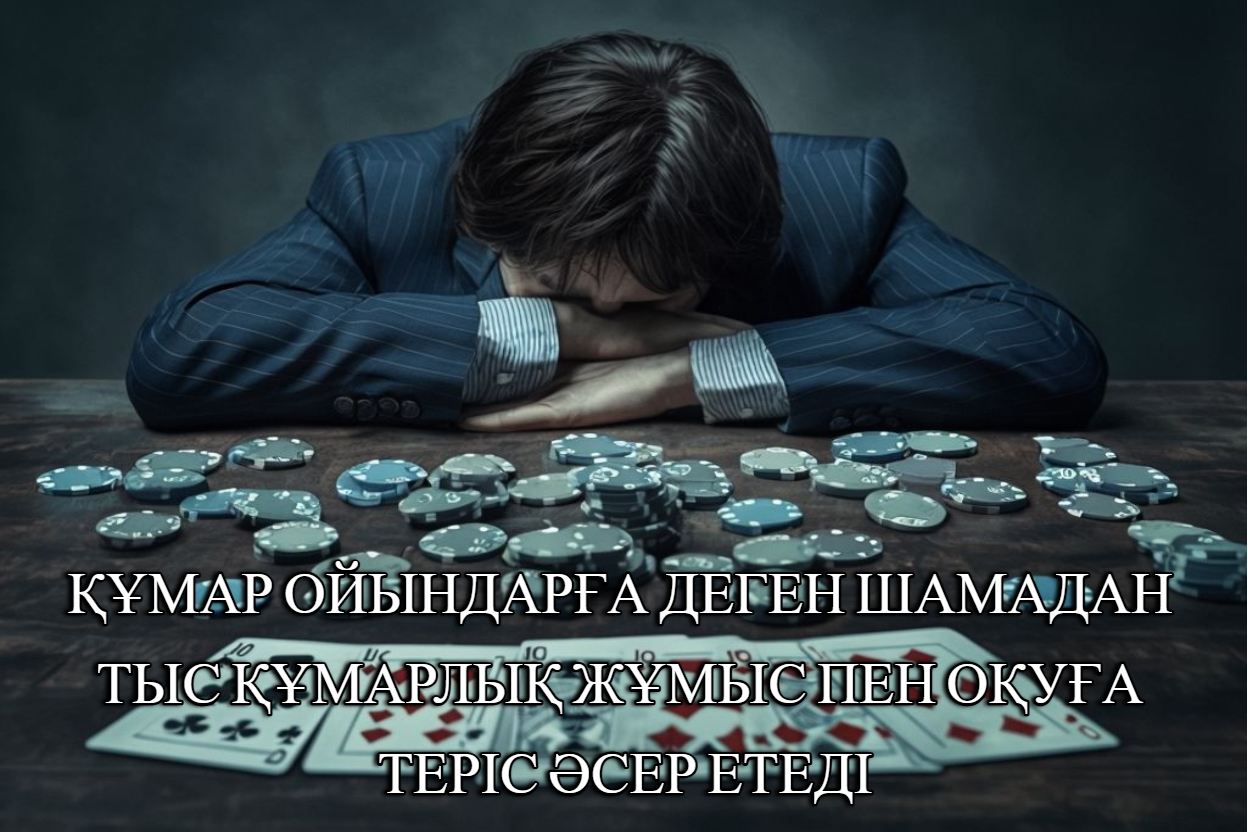 ҚҰМАР ОЙЫНДАРҒА ДЕГЕН ШАМАДАН
ТЫС ҚҰМАРЛЫҚ ЖҰМЫС ПЕН ОҚУҒА
ТЕРІС ӘСЕР ЕТЕДІ